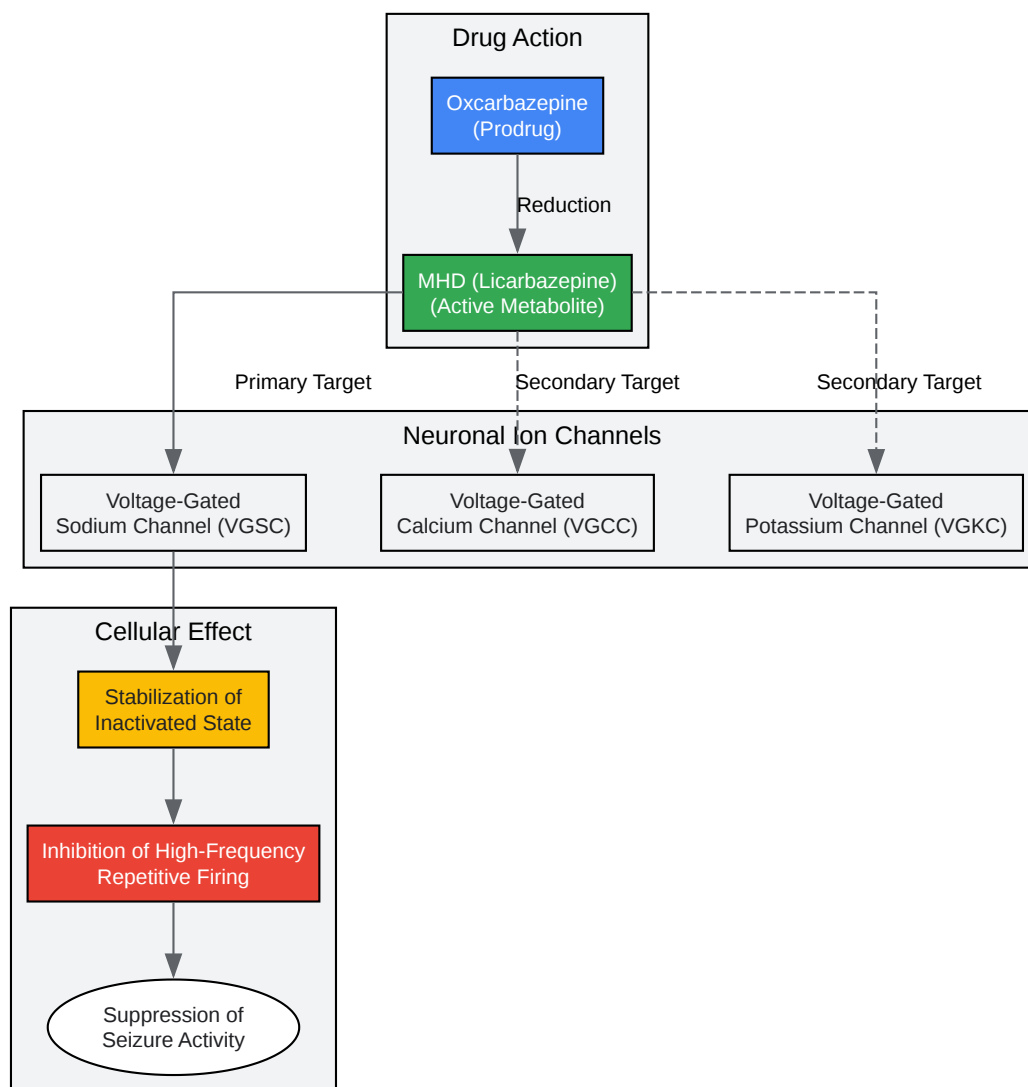 Drug Action
Oxcarbazepine
(Prodrug)
Reduction
MHD (Licarbazepine)
(Active Metabolite)
Primary Target
Secondary Target
Secondary Target
Neuronal Ion Channels
Voltage-Gated
Sodium Channel (VGSC)
Voltage-Gated
Calcium Channel (VGCC)
Voltage-Gated
Potassium Channel (VGKC)
Cellular Effect
Stabilization of
Inactivated State
Inhibition of High-Frequency
Repetitive Firing
Suppression of
Seizure Activity